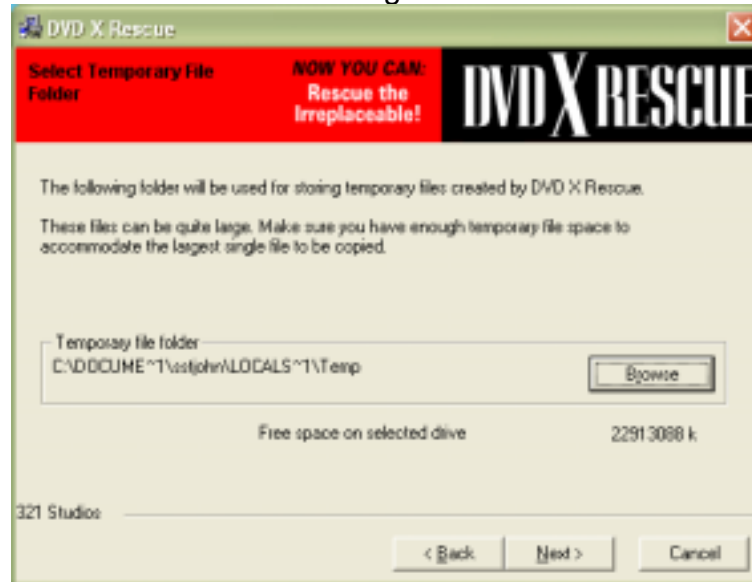 DVD X Rescue
Select Temporary File
Folder
NOW YOU CAN:
Rescue the
Irreplaceable!
DVD X RESCUE
The following folder will be used for storing temporary files created by DVD X Rescue.
These files can be quite large. Make sure you have enough temporary file space to
accommodate the largest single file to be copied.
Temporary file folder
C:\DOCUME~1\sstjohn\LOCALS~1\Temp
Browse
Free space on selected drive 22913088 k
321 Studios
< Back Next > Cancel